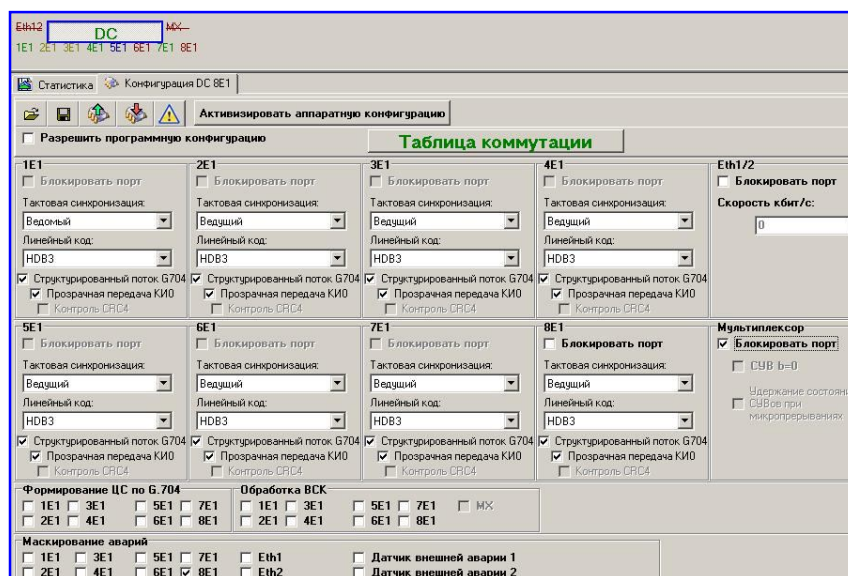 Eth12 DC MX
1E1 2E1 3E1 4E1 5E1 6E1 7E1 8E1
Статистика Конфигурация DC 8E1
Активизировать аппаратную конфигурацию
Разрешить программную конфигурацию Таблица коммутации
1E1 2E1 3E1 4E1 Eth1/2
Блокировать порт Блокировать порт Блокировать порт Блокировать порт Блокировать порт
Тактовая синхронизация: Тактовая синхронизация: Тактовая синхронизация: Тактовая синхронизация: Скорость кбит/с:
Ведомый Ведущий Ведущий Ведущий 0
Линейный код: Линейный код: Линейный код: Линейный код:
HDB3 HDB3 HDB3 HDB3
Структурированный поток G704 Структурированный поток G704 Структурированный поток G704 Структурированный поток G704
Прозрачная передача КИ0 Прозрачная передача КИ0 Прозрачная передача КИ0 Прозрачная передача КИ0
Контроль CRC4 Контроль CRC4 Контроль CRC4 Контроль CRC4
5E1 6E1 7E1 8E1 Мультиплексор
Блокировать порт Блокировать порт Блокировать порт Блокировать порт Блокировать порт
Тактовая синхронизация: Тактовая синхронизация: Тактовая синхронизация: Тактовая синхронизация: СУВ b=0
Ведущий Ведущий Ведущий Ведущий
Линейный код: Линейный код: Линейный код: Линейный код: Удержание состояни
HDB3 HDB3 HDB3 HDB3 СУВов при
микропрерываниях
Структурированный поток G704 Структурированный поток G704 Структурированный поток G704 Структурированный поток G704
Прозрачная передача КИ0 Прозрачная передача КИ0 Прозрачная передача КИ0 Прозрачная передача КИ0
Контроль CRC4 Контроль CRC4 Контроль CRC4 Контроль CRC4
Формирование ЦС по G.704 Обработка ВСК
1E1 3E1 5E1 7E1 1E1 3E1 5E1 7E1 MX
2E1 4E1 6E1 8E1 2E1 4E1 6E1 8E1
Маскирование аварий
1E1 3E1 5E1 7E1 Eth1 Датчик внешней аварии 1
2E1 4E1 6E1 8E1 Eth2 Датчик внешней аварии 2